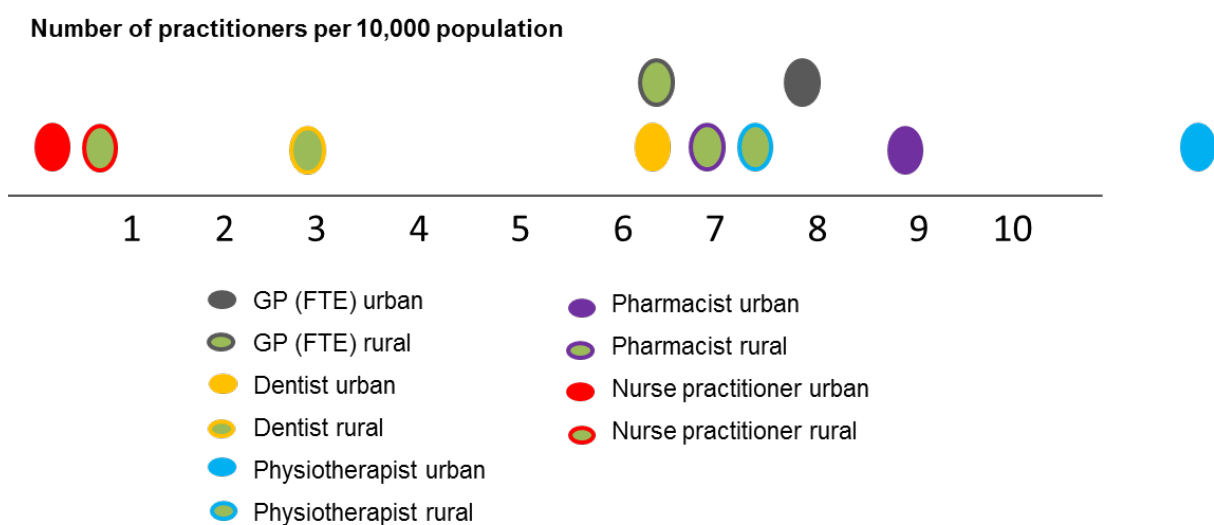 Number of practitioners per 10,000 population
1 2 3 4 5 6 7 8 9 10
GP (FTE) urban
GP (FTE) rural
Dentist urban
Dentist rural
Physiotherapist urban
Physiotherapist rural
Pharmacist urban
Pharmacist rural
Nurse practitioner urban
Nurse practitioner rural